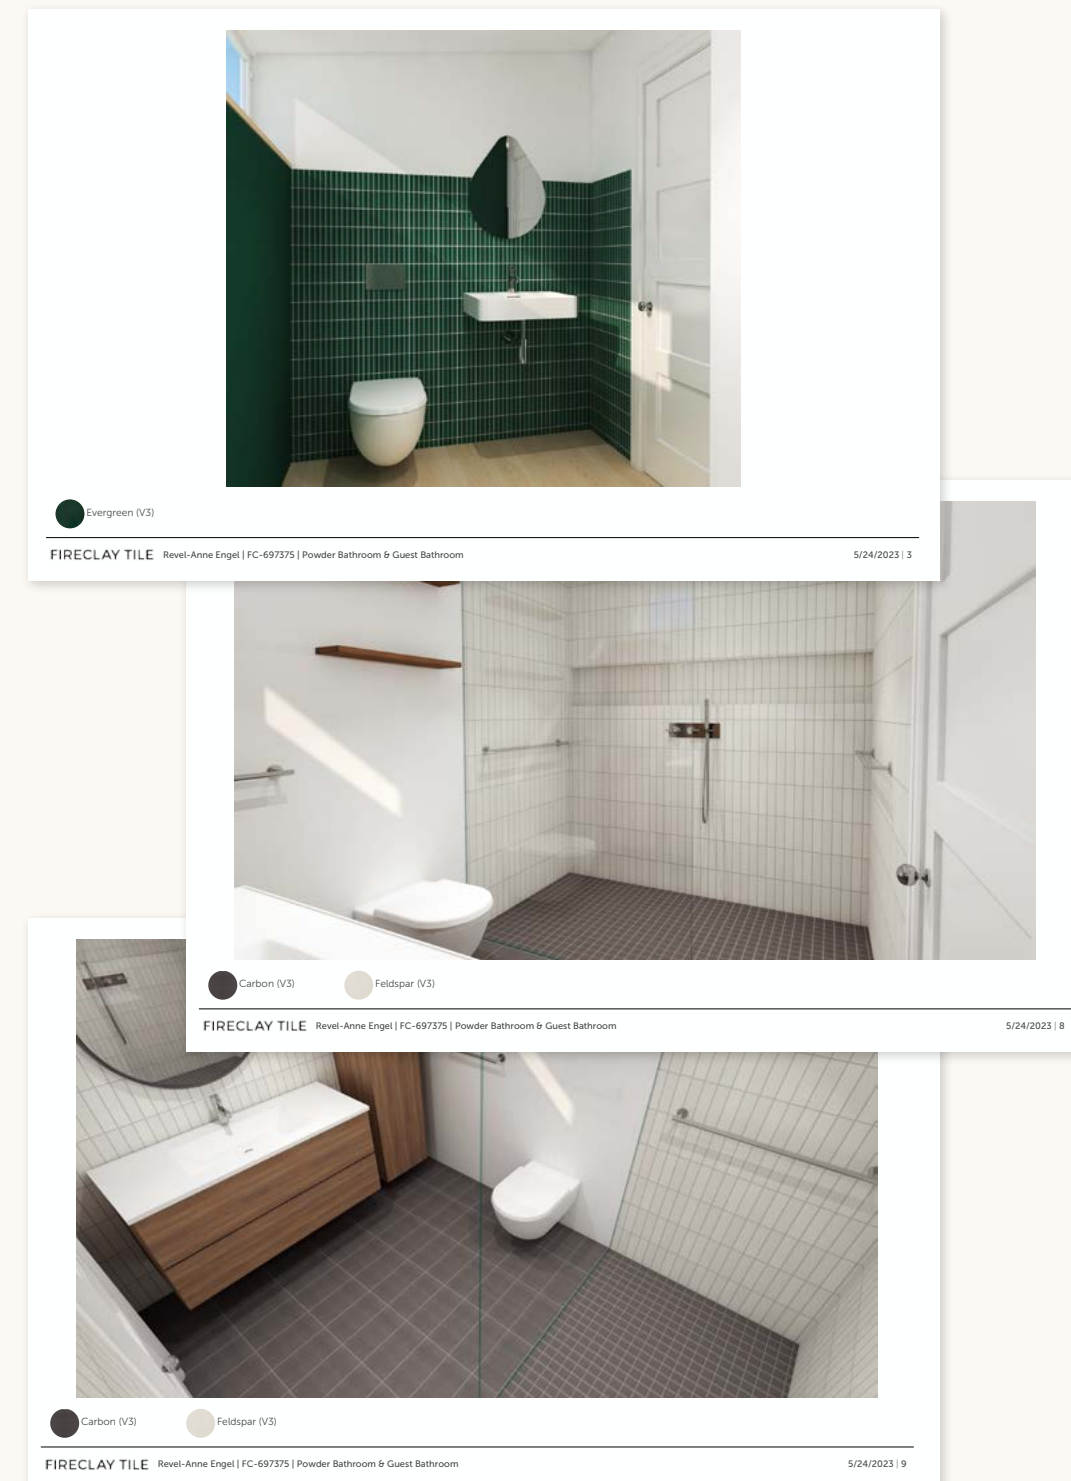 Evergreen (V3)
FIRECLAY TILE Revel-Anne Engel | FC-697375 | Powder Bathroom & Guest Bathroom 5/24/2023 | 3
Carbon (V3) Feldspar (V3)
FIRECLAY TILE Revel-Anne Engel | FC-697375 | Powder Bathroom & Guest Bathroom 5/24/2023 | 8
Carbon (V3) Feldspar (V3)
FIRECLAY TILE Revel-Anne Engel | FC-697375 | Powder Bathroom & Guest Bathroom 5/24/2023 | 9